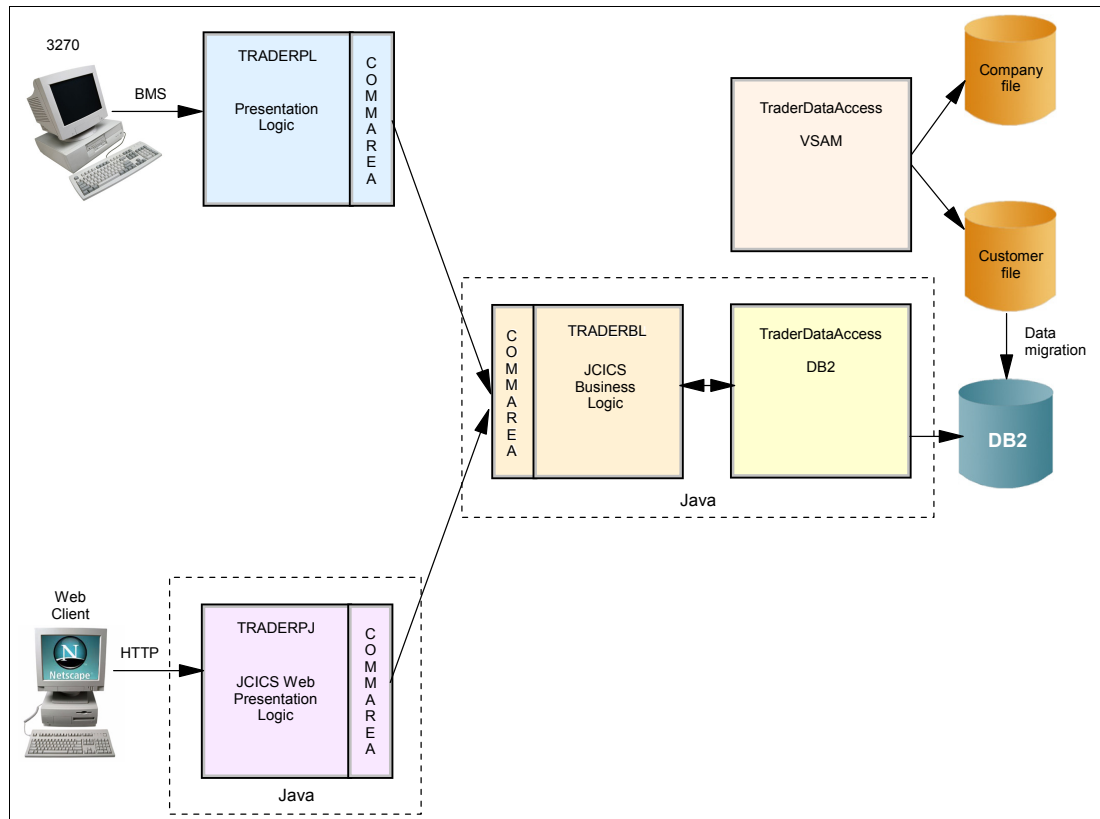 3270
BMS
TRADERPL
Presentation
Logic
C
O
M
M
A
R
E
A
TraderDataAccess
VSAM
Company
file
Customer
file
Data
migration
DB2
C
O
M
M
A
R
E
A
TRADERBL
JCICS
Business
Logic
TraderDataAccess
DB2
Java
Web
Client
N
Netscape
HTTP
TRADERPJ
JCICS Web
Presentation
Logic
C
O
M
M
A
R
E
A
Java